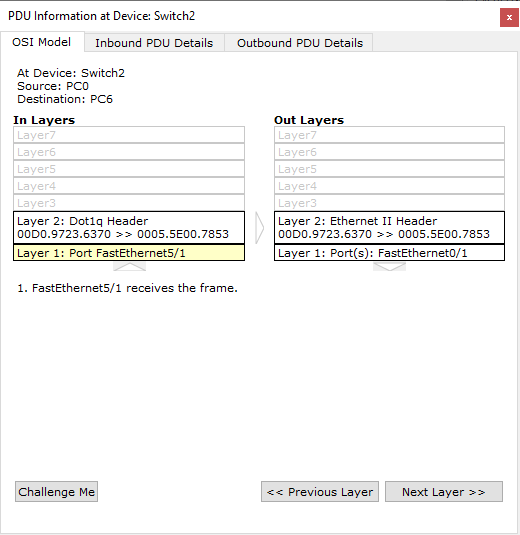 PDU Information at Device: Switch2
x
OSI Model
Inbound PDU Details
Outbound PDU Details
At Device: Switch2
Source: PC0
Destination: PC6
In Layers
Layer7
Layer6
Layer5
Layer4
Layer3
Layer 2: Dot1q Header
00D0.9723.6370 >> 0005.5E00.7853
Layer 1: Port FastEthernet5/1
Out Layers
Layer7
Layer6
Layer5
Layer4
Layer3
Layer 2: Ethernet II Header
00D0.9723.6370 >> 0005.5E00.7853
Layer 1: Port(s): FastEthernet0/1
1. FastEthernet5/1 receives the frame.
Challenge Me
<< Previous Layer
Next Layer >>